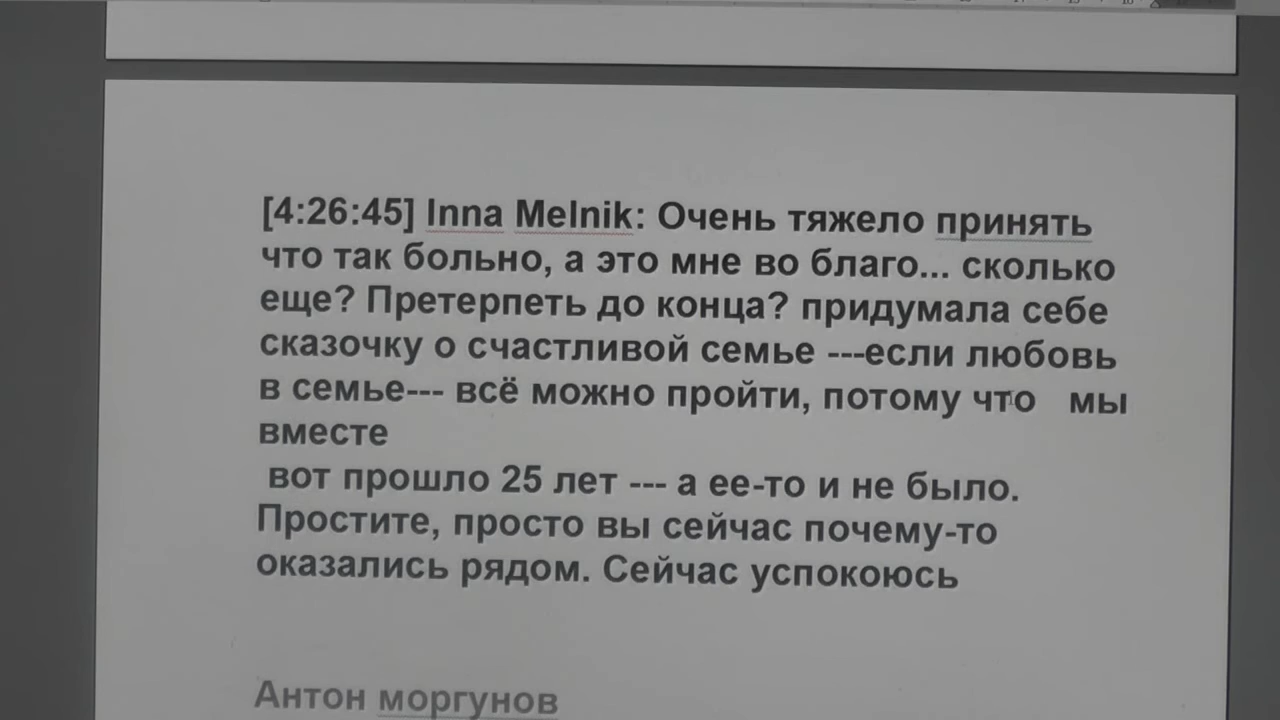 [4:26:45] Inna Melnik: Очень тяжело принять
что так больно, а это мне во благо... сколько
еще? Претерпеть до конца? придумала себе
сказочку о счастливой семье ---если любовь
в семье--- всё можно пройти, потому что   мы
вместе
вот прошло 25 лет --- а ее-то и не было.
Простите, просто вы сейчас почему-то
оказались рядом. Сейчас успокоюсь
Антон моргунов